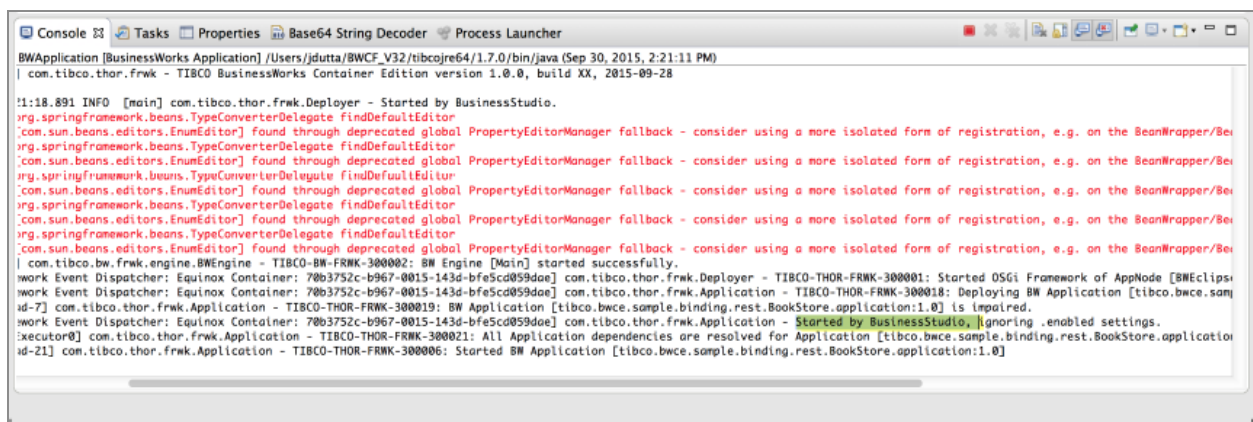 Console Tasks Properties Base64 String Decoder Process Launcher
BWApplication [BusinessWorks Application] /Users/jdutta/BWCF_V32/tibcojre64/1.7.0/bin/java (Sep 30, 2015, 2:21:11 PM)
| com.tibco.thor.frwk - TIBCO BusinessWorks Container Edition version 1.0.0, build XX, 2015-09-28
21:18.891 INFO [main] com.tibco.thor.frwk.Deployer - Started by BusinessStudio.
org.springframework.beans.TypeConverterDelegate findDefaultEditor
[com.sun.beans.editors.EnumEditor] found through deprecated global PropertyEditorManager fallback - consider using a more isolated form of registration, e.g. on the BeanWrapper/Be
org.springframework.beans.TypeConverterDelegate findDefaultEditor
[com.sun.beans.editors.EnumEditor] found through deprecated global PropertyEditorManager fallback - consider using a more isolated form of registration, e.g. on the BeanWrapper/Be
org.springframework.beans.TypeConverterDelegate findDefaultEditor
[com.sun.beans.editors.EnumEditor] found through deprecated global PropertyEditorManager fallback - consider using a more isolated form of registration, e.g. on the BeanWrapper/Be
org.springframework.beans.TypeConverterDelegate findDefaultEditor
[com.sun.beans.editors.EnumEditor] found through deprecated global PropertyEditorManager fallback - consider using a more isolated form of registration, e.g. on the BeanWrapper/Be
org.springframework.beans.TypeConverterDelegate findDefaultEditor
[com.sun.beans.editors.EnumEditor] found through deprecated global PropertyEditorManager fallback - consider using a more isolated form of registration, e.g. on the BeanWrapper/Be
| com.tibco.bw.frwk.engine.BWEngine - TIBCO-BW-FRWK-300002: BW Engine [Main] started successfully.
ework Event Dispatcher: Equinox Container: 70b3752c-b967-0015-143d-bfe5cd059dae] com.tibco.thor.frwk.Deployer - TIBCO-THOR-FRWK-300001: Started OSGi Framework of AppNode [BWEclips
ework Event Dispatcher: Equinox Container: 70b3752c-b967-0015-143d-bfe5cd059dae] com.tibco.thor.frwk.Application - TIBCO-THOR-FRWK-300018: Deploying BW Application [tibco.bwce.sam
ad-7] com.tibco.thor.frwk.Application - TIBCO-THOR-FRWK-300019: BW Application [tibco.bwce.sample.binding.rest.BookStore.application:1.0] is impaired.
ework Event Dispatcher: Equinox Container: 70b3752c-b967-0015-143d-bfe5cd059dae] com.tibco.thor.frwk.Application - Started by BusinessStudio, ignoring .enabled settings.
Executor0] com.tibco.thor.frwk.Application - TIBCO-THOR-FRWK-300021: All Application dependencies are resolved for Application [tibco.bwce.sample.binding.rest.BookStore.applicatio
ad-21] com.tibco.thor.frwk.Application - TIBCO-THOR-FRWK-300006: Started BW Application [tibco.bwce.sample.binding.rest.BookStore.application:1.0]